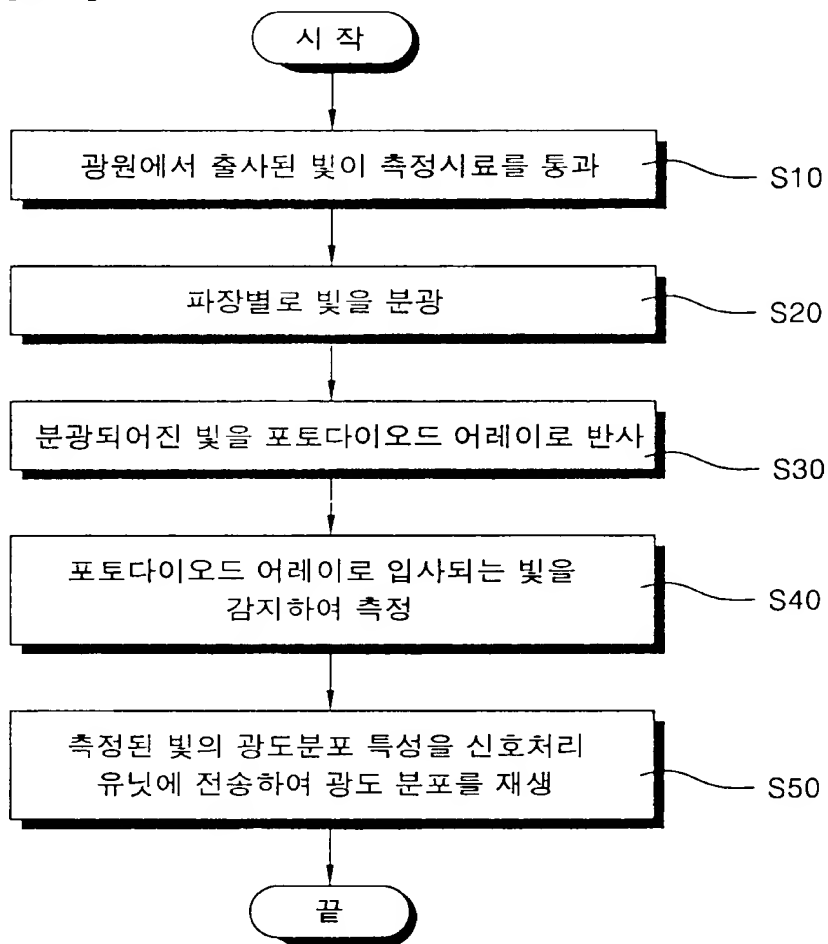 시 작
광원에서 출사된 빛이 측정시료를 통과
S10
파장별로 빛을 분광
S20
분광되어진 빛을 포토다이오드 어레이로 반사
S30
포토다이오드 어레이로 입사되는 빛을
감지하여 측정
S40
측정된 빛의 광도분포 특성을 신호처리
유닛에 전송하여 광도 분포를 재생
S50
끝